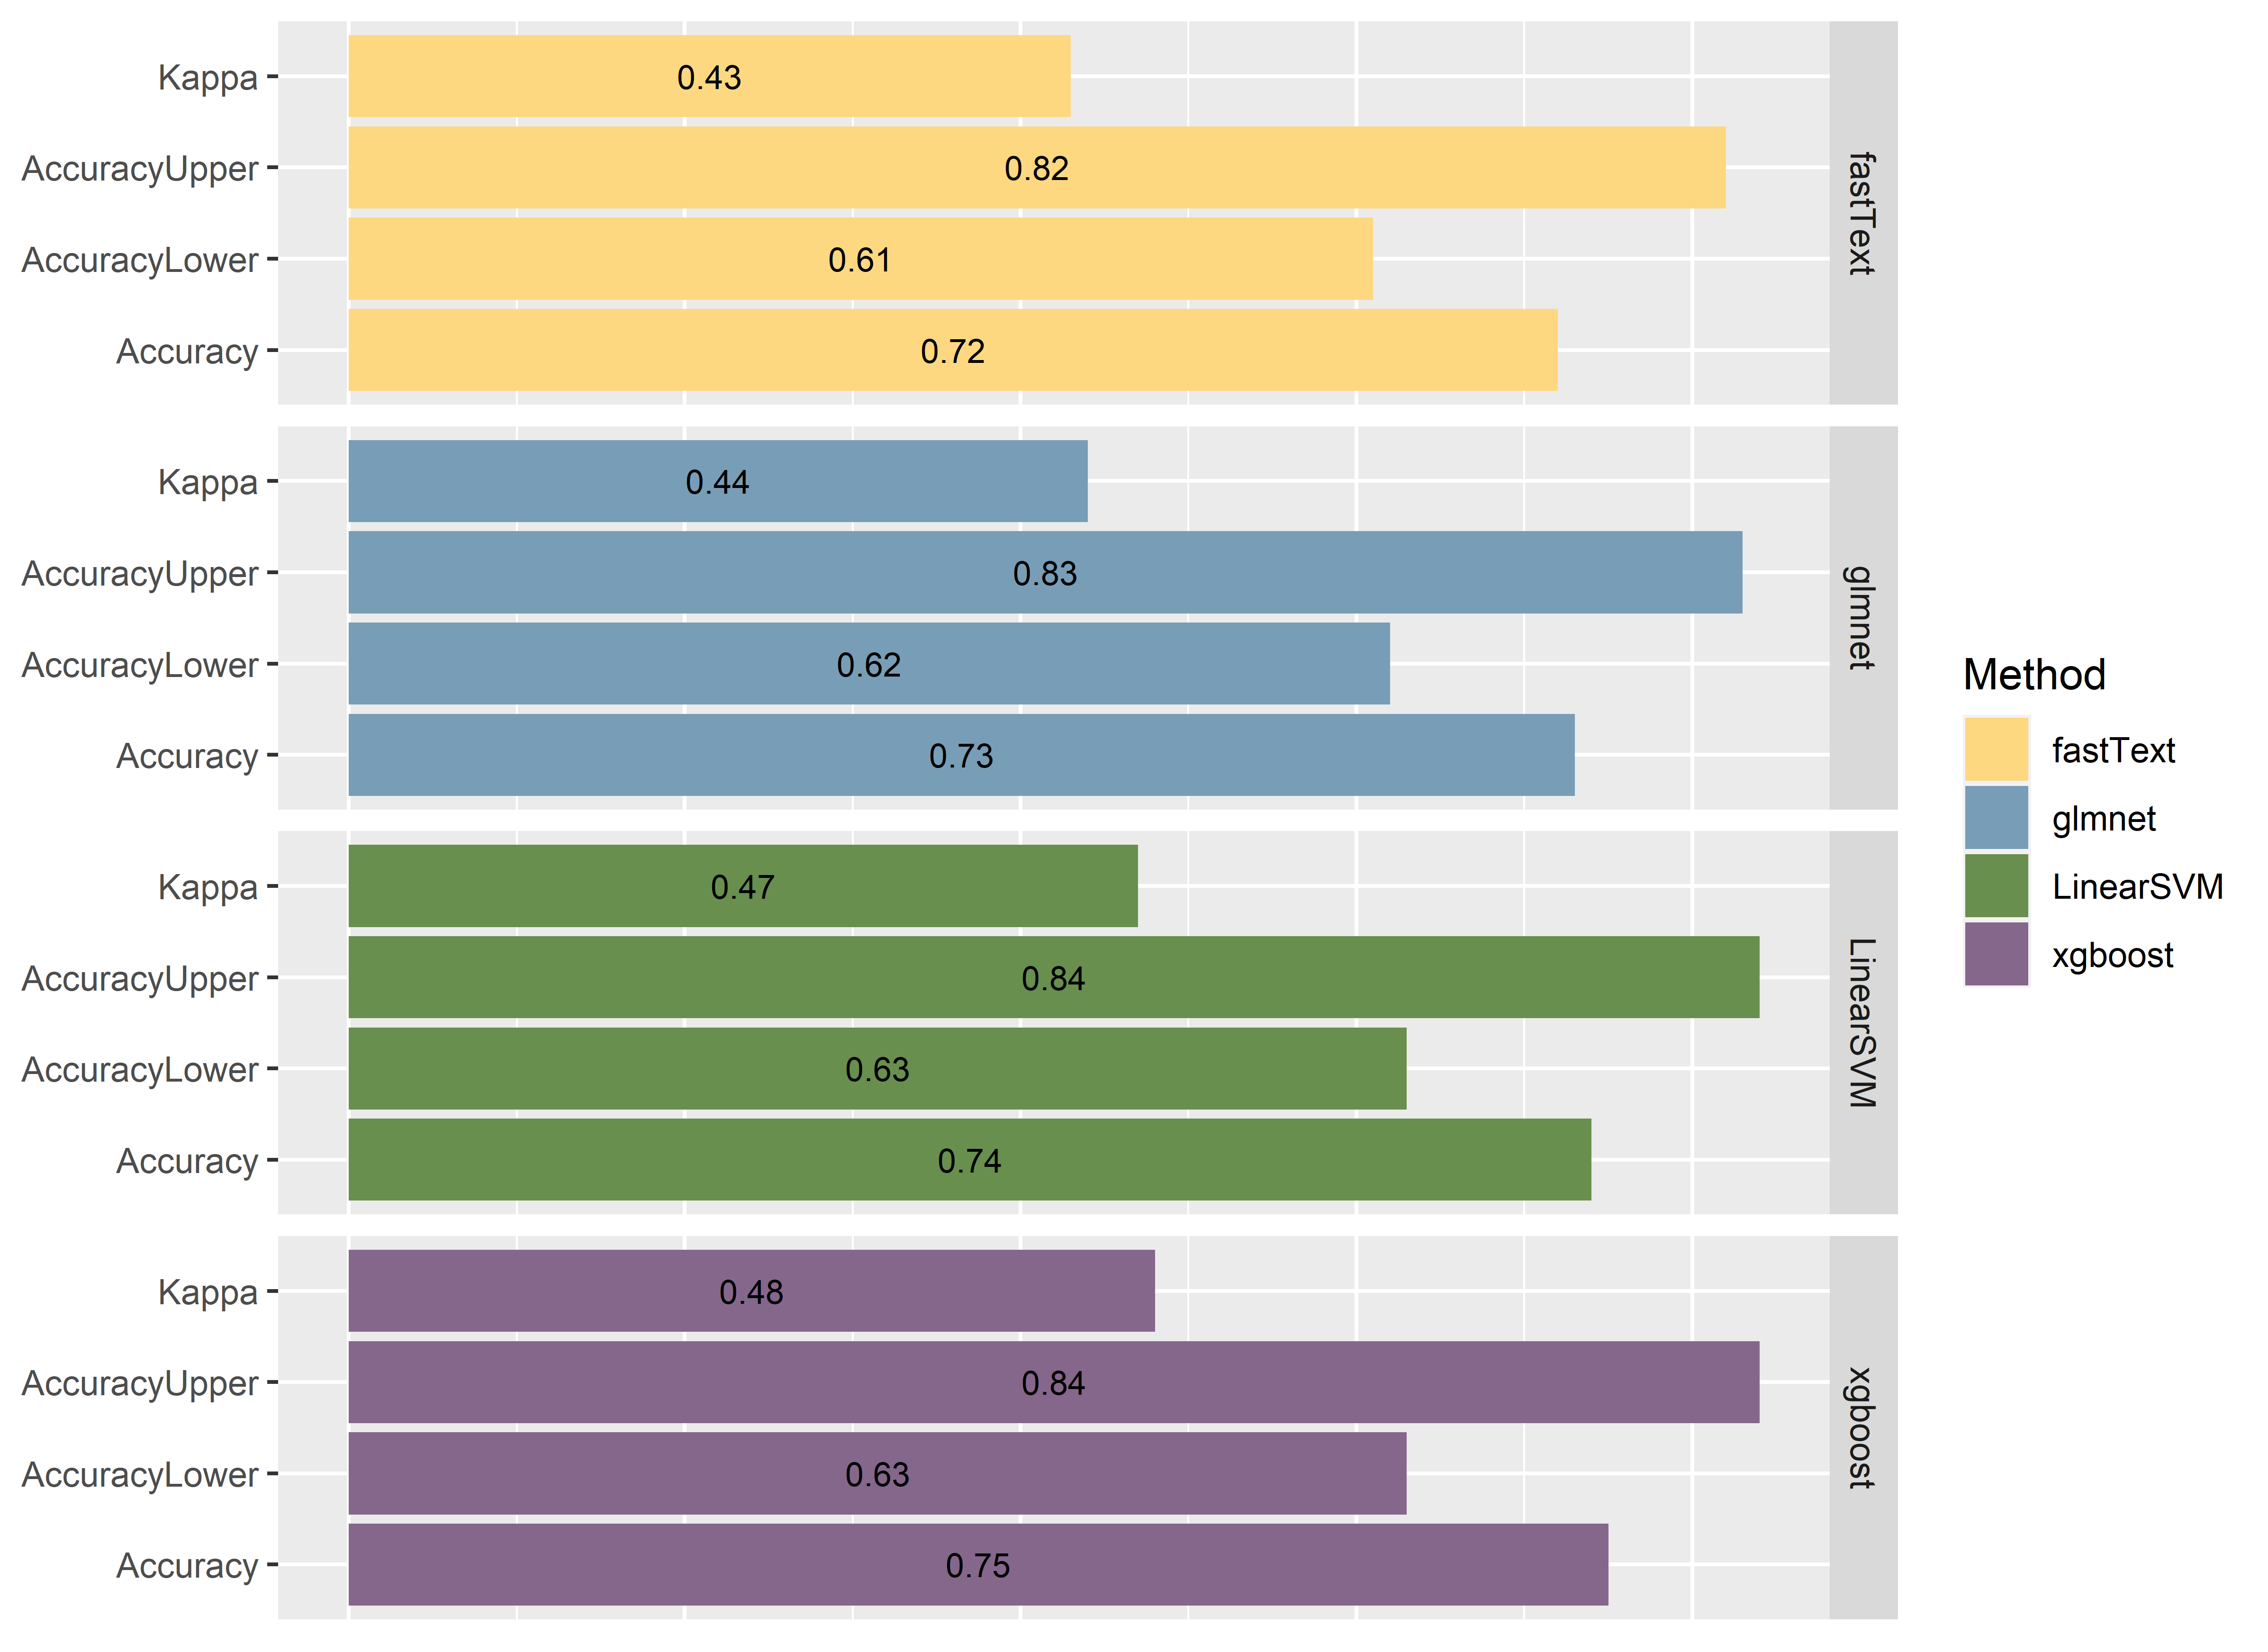 Kappa 0.43
AccuracyUpper 0.82
AccuracyLower 0.61
Accuracy 0.72
fastText
Kappa 0.44
AccuracyUpper 0.83
AccuracyLower 0.62
Accuracy 0.73
glmnet
Kappa 0.47
AccuracyUpper 0.84
AccuracyLower 0.63
Accuracy 0.74
LinearSVM
Kappa 0.48
AccuracyUpper 0.84
AccuracyLower 0.63
Accuracy 0.75
xgboost
Method
fastText
glmnet
LinearSVM
xgboost